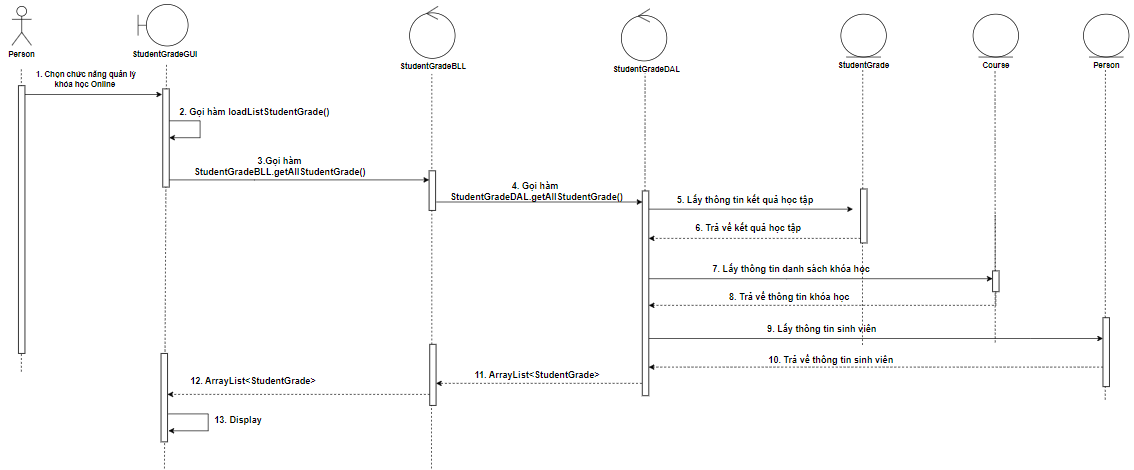 Person
StudentGradeGUI
StudentGradeBLL
StudentGradeDAL
StudentGrade
Course
Person
1. Chọn chức năng quản lý
khóa học Online
2. Gọi hàm loadListStudentGrade()
3.Gọi hàm
StudentGradeBLL.getAllStudentGrade()
4. Gọi hàm
StudentGradeDAL.getAllStudentGrade()
5. Lấy thông tin kết quả học tập
6. Trả về kết quả học tập
7. Lấy thông tin danh sách khóa học
8. Trả về thông tin khóa học
9. Lấy thông tin sinh viên
10. Trả về thông tin sinh viên
11. ArrayList<StudentGrade>
12. ArrayList<StudentGrade>
13. Display